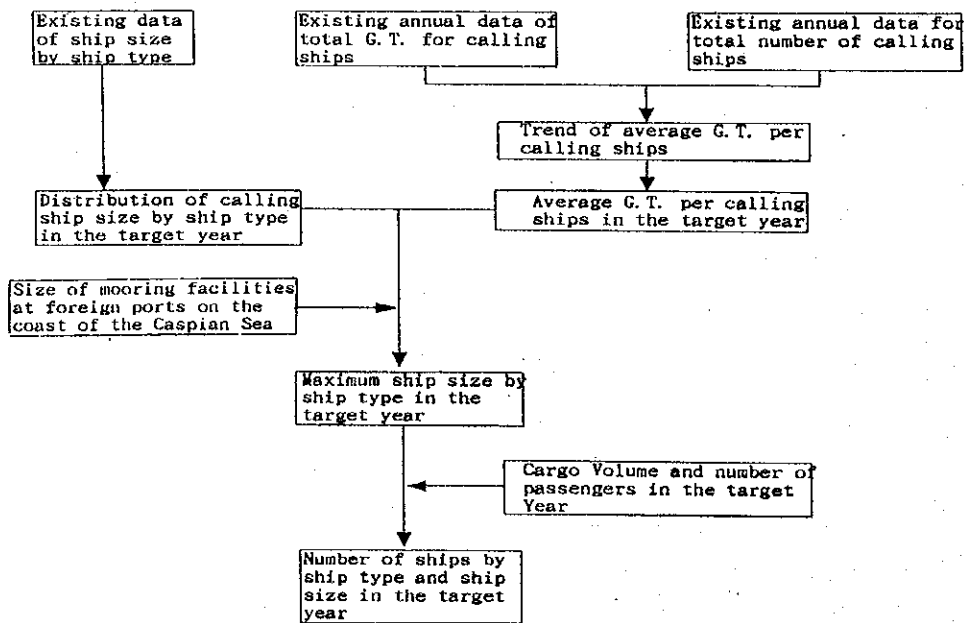 Existing data
of ship size
by ship type
Existing annual data of
total G.T. for calling
ships
Existing annual data for
total number of calling
ships
Trend of average G.T. per
calling ships
Distribution of calling
ship size by ship type
in the target year
Average G.T. per calling
ships in the target year
Size of mooring facilities
at foreign ports on the
coast of the Caspian Sea
Maximum ship size by
ship type in the
target year
Cargo Volume and number of
passengers in the target
Year
Number of ships by
ship type and ship
size in the target
year